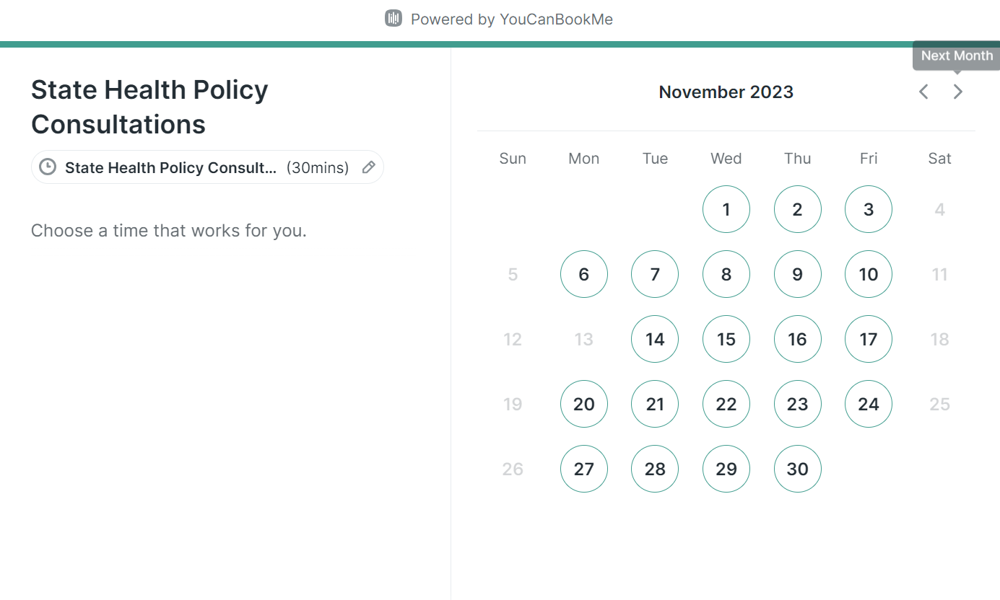 Powered by YouCanBookMe
Next Month
State Health Policy
Consultations
State Health Policy Consult... (30mins)
Choose a time that works for you.
November 2023
Sun Mon Tue Wed Thu Fri Sat
1 2 3 4
5 6 7 8 9 10 11
12 13 14 15 16 17 18
19 20 21 22 23 24 25
26 27 28 29 30